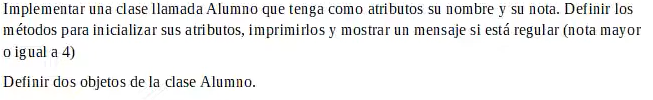 Implementar una clase llamada Alumno que tenga como atributos su nombre y su nota. Definir los
métodos para inicializar sus atributos, imprimirlos y mostrar un mensaje si está regular (nota mayor
o igual a 4)
Definir dos objetos de la clase Alumno.